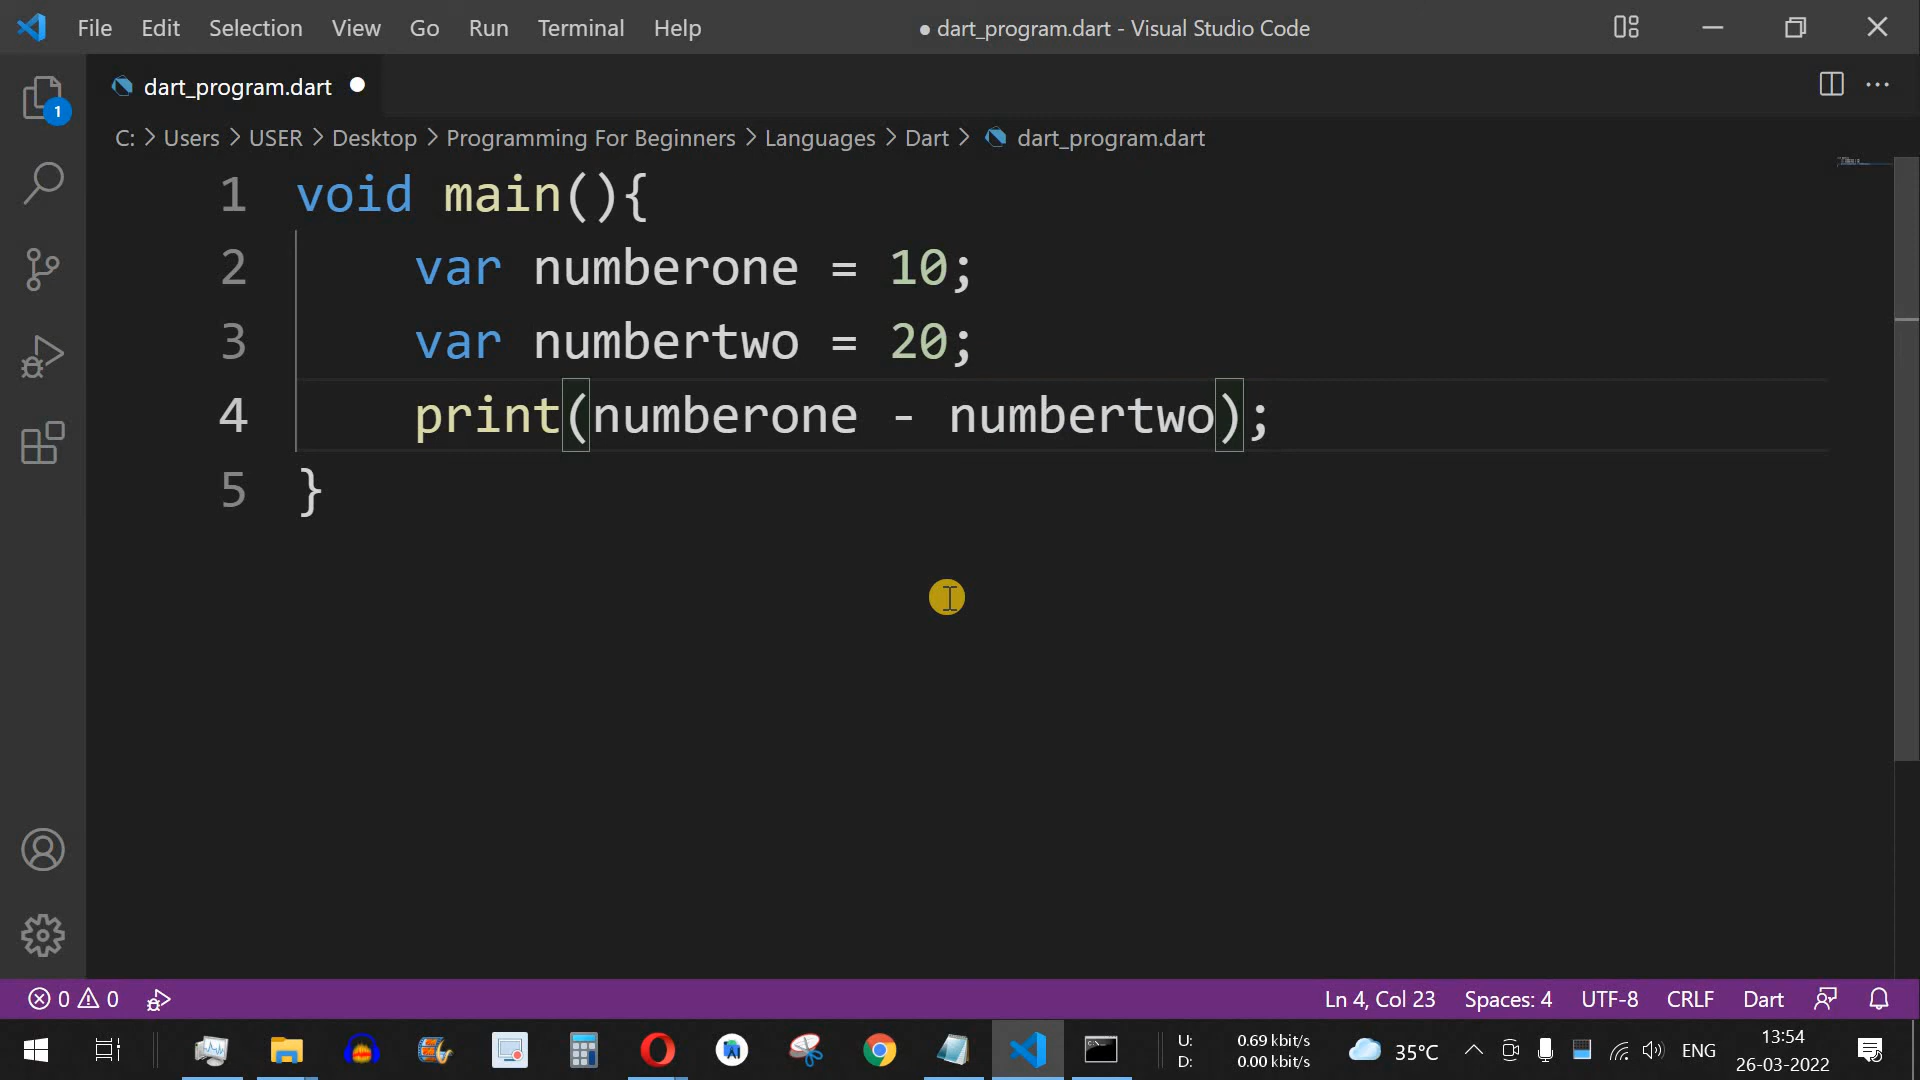 File Edit Selection View Go Run Terminal Help ● dart_program.dart - Visual Studio Code
dart_program.dart
1
C: > Users > USER > Desktop > Programming For Beginners > Languages > Dart > dart_program.dart
1 void main(){
2 var numberone = 10;
3 var numbertwo = 20;
4 print(numberone - numbertwo);
5 }
0 0 Ln 4, Col 23 Spaces: 4 UTF-8 CRLF Dart
U: 0.69 kbit/s 13:54
35°C ENG
D: 0.00 kbit/s 26-03-2022